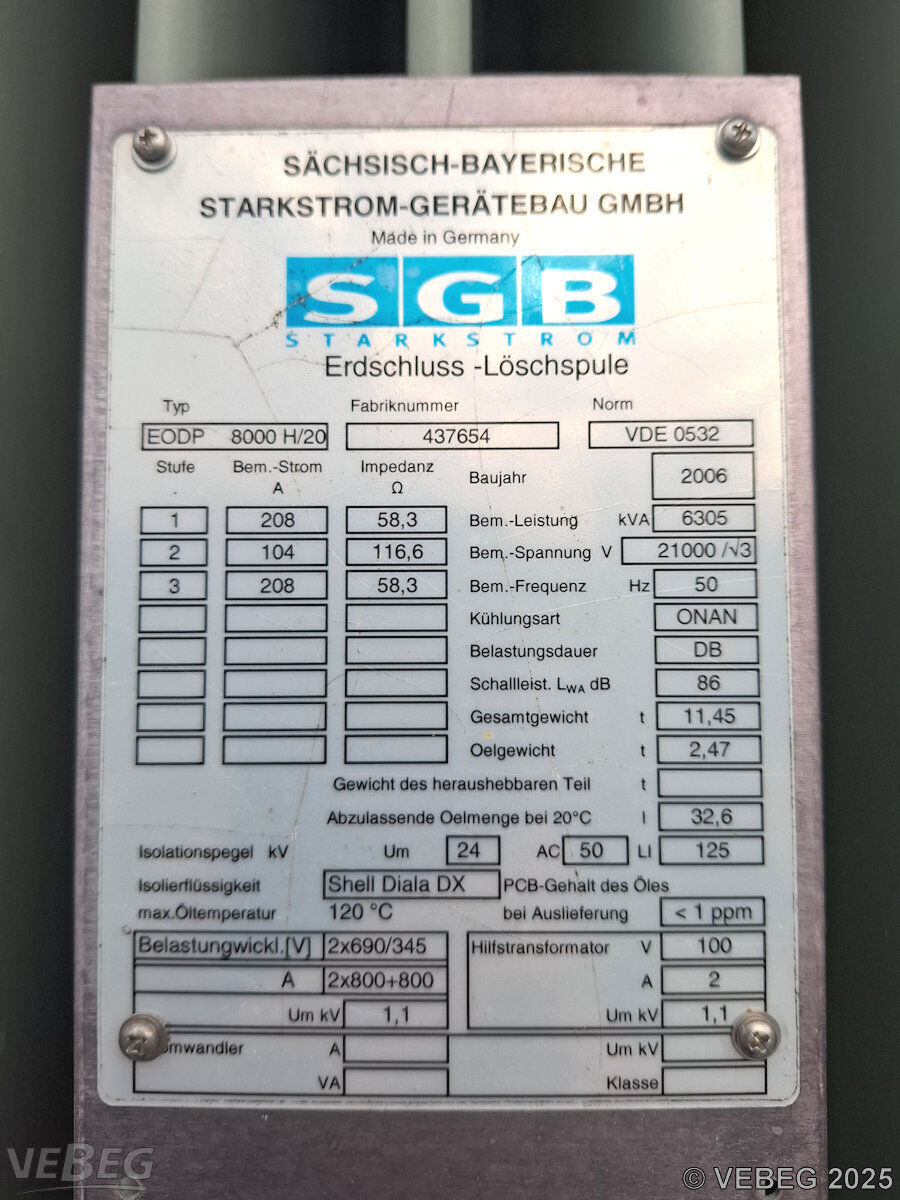 SÄCHSISCH-BAYERISCHE
STARKSTROM-GERÄTEBAU GMBH
Made in Germany
SGB
STARKSTROM
Erdschluss -Löschspule
Typ Fabriknummer Norm
EODP 8000 H/20 437654 VDE 0532
Stufe Bem.-Strom Impedanz
A Ω
Baujahr 2006
1 208 58,3 Bem.-Leistung kVA 6305
2 104 116,6 Bem.-Spannung V 21000 /√3
3 208 58,3 Bem.-Frequenz Hz 50
Kühlungsart ONAN
Belastungsdauer DB
Schallleist. LWA dB 86
Gesamtgewicht t 11,45
Oelgewicht t 2,47
Gewicht des heraushebbaren Teil t
Abzulassende Oelmenge bei 20°C l 32,6
Isolationspegel kV Um 24 AC 50 LI 125
Isolierflüssigkeit Shell Diala DX PCB-Gehalt des Öles
max.Öltemperatur 120 °C bei Auslieferung < 1 ppm
Belastungwickl.[V] 2x690/345 Hilfstransformator V 100
A 2x800+800 A 2
Um kV 1,1 Um kV 1,1
omwandler A Um kV
VA Klasse
VEBEG
© VEBEG 2025